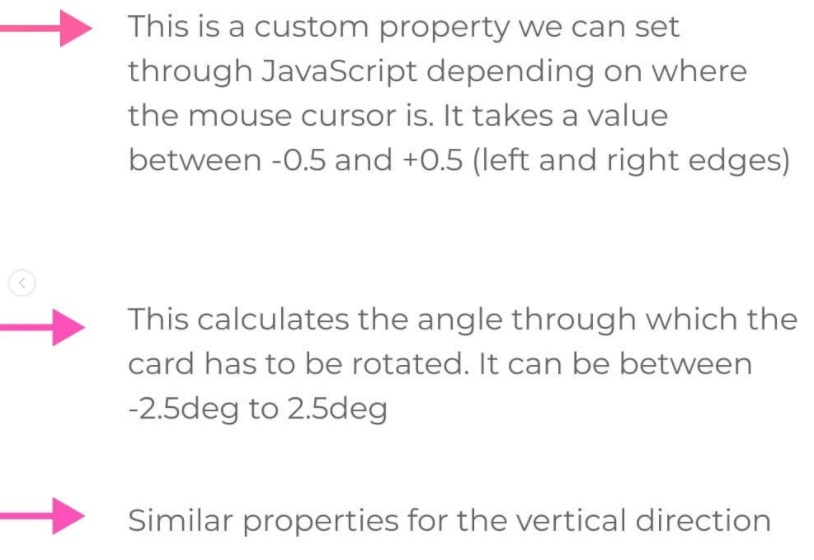 This is a custom property we can set
through JavaScript depending on where
the mouse cursor is. It takes a value
between -0.5 and +0.5 (left and right edges)
This calculates the angle through which the
card has to be rotated. It can be between
-2.5deg to 2.5deg
Similar properties for the vertical direction